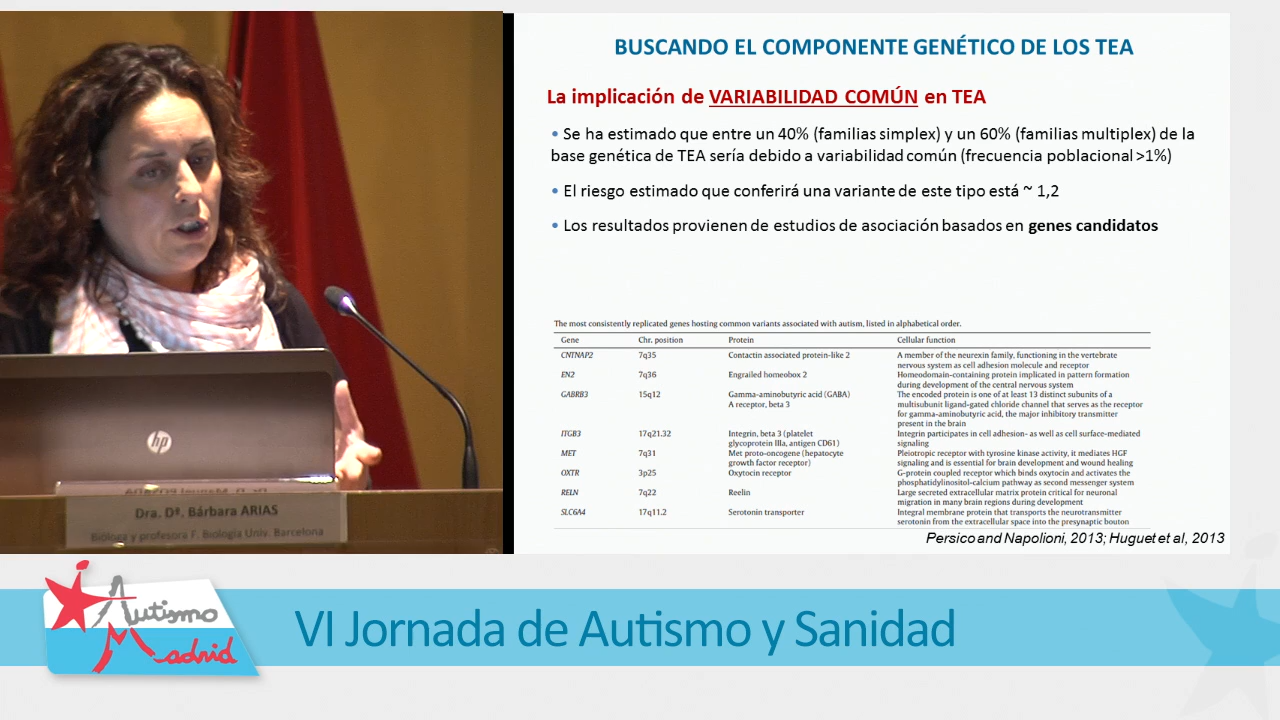 BUSCANDO EL COMPONENTE GENÉTICO DE LOS TEA
La implicación de VARIABILIDAD COMÚN en TEA
• Se ha estimado que entre un 40% (familias simplex) y un 60% (familias multiplex) de la
base genética de TEA sería debido a variabilidad común (frecuencia poblacional >1%)
• El riesgo estimado que conferirá una variante de este tipo está ~ 1,2
• Los resultados provienen de estudios de asociación basados en genes candidatos
The most consistently replicated genes hosting common variants associated with autism, listed in alphabetical order.
Gene Chr. position Protein Cellular function
CNTNAP2 7q35 Contactin associated protein-like 2 A member of the neurexin family, functioning in the vertebrate
nervous system as cell adhesion molecule and receptor
EN2 7q36 Engrailed homeobox 2 Homeodomain-containing protein implicated in pattern formation
during development of the central nervous system
GABRB3 15q12 Gamma-aminobutyric acid (GABA) The encoded protein is one of at least 13 distinct subunits of a
A receptor, beta 3 multisubunit ligand-gated chloride channel that serves as the receptor
for gamma-aminobutyric acid, the major inhibitory transmitter
present in the brain
ITGB3 17q21.32 Integrin, beta 3 (platelet Integrin participates in cell adhesion- as well as cell surface-mediated
glycoprotein IIIa, antigen CD61) signaling
MET 7q31 Met proto-oncogene (hepatocyte Pleiotropic receptor with tyrosine kinase activity, it mediates HGF
growth factor receptor) signaling and is essential for brain development and wound healing
OXTR 3p25 Oxytocin receptor G-protein coupled receptor which binds oxytocin and activates the
phosphatidylinositol-calcium pathway as second messenger system
RELN 7q22 Reelin Large secreted extracellular matrix protein critical for neuronal
migration in many brain regions during development
SLC6A4 17q11.2 Serotonin transporter Integral membrane protein that transports the neurotransmitter
serotonin from the extracellular space into the presynaptic bouton
Persico and Napolioni, 2013; Huguet et al, 2013
hp
Dra. Dª. Bárbara ARIAS
Bióloga y profesora F. Biología Univ. Barcelona
Autismo
Madrid
VI Jornada de Autismo y Sanidad